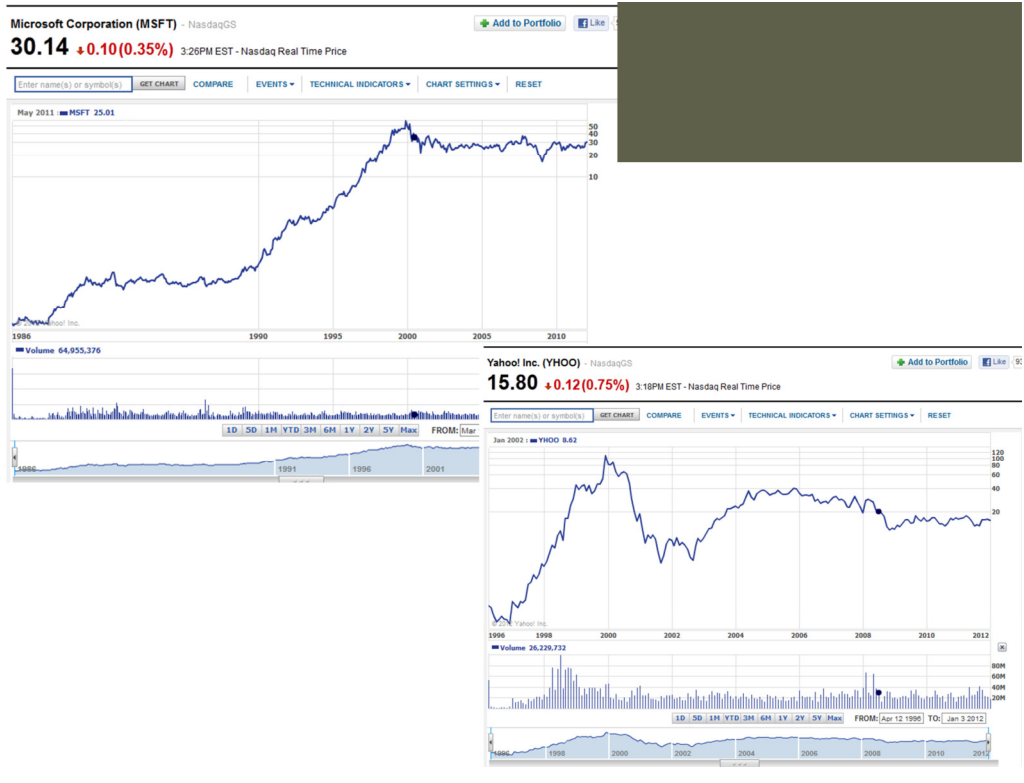 Microsoft Corporation (MSFT) - NasdaqGS
Add to Portfolio
Like
30.14 0.10(0.35%) 3:26PM EST - Nasdaq Real Time Price
Enter name(s) or symbol(s) GET CHART COMPARE EVENTS TECHNICAL INDICATORS CHART SETTINGS RESET
May 2011 : MSFT 25.01
50
40
30
20
10
Yahoo! Inc.
1986 1990 1995 2000 2005 2010
Volume 64,955,376
1D 5D 1M YTD 3M 6M 1Y 2Y 5Y Max FROM: Mar
1986 1991 1996 2001
Yahoo! Inc. (YHOO) - NasdaqGS
Add to Portfolio
Like
15.80 0.12(0.75%) 3:18PM EST - Nasdaq Real Time Price
Enter name(s) or symbol(s) GET CHART COMPARE EVENTS TECHNICAL INDICATORS CHART SETTINGS RESET
Jan 2002 : YHOO 8.62
120
100
80
60
40
20
© 2012 Yahoo! Inc.
1996 1998 2000 2002 2004 2006 2008 2010 2012
Volume 26,229,732
80M
60M
40M
20M
1D 5D 1M YTD 3M 6M 1Y 2Y 5Y Max FROM: Apr 12 1996 TO: Jan 3 2012
1996 1998 2000 2002 2004 2006 2008 2010 2012